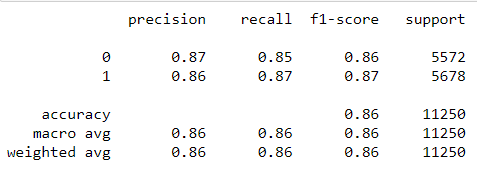 precision recall f1-score support
0 0.87 0.85 0.86 5572
1 0.86 0.87 0.87 5678
accuracy 0.86 11250
macro avg 0.86 0.86 0.86 11250
weighted avg 0.86 0.86 0.86 11250